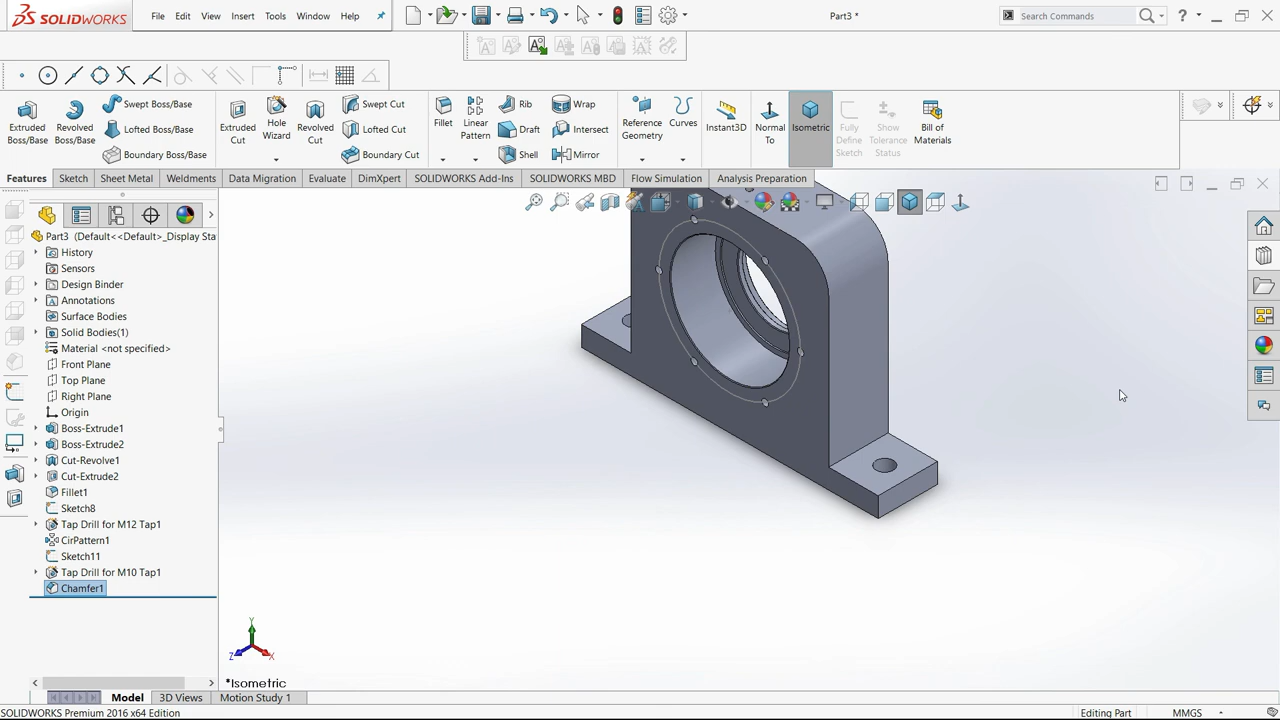 SOLIDWORKS File Edit View Insert Tools Window Help Part3 * Search Commands
Extruded Boss/Base
Revolved Boss/Base
Swept Boss/Base
Lofted Boss/Base
Boundary Boss/Base
Extruded Cut
Hole Wizard
Revolved Cut
Swept Cut
Lofted Cut
Boundary Cut
Fillet
Linear Pattern
Rib
Draft
Shell
Wrap
Intersect
Mirror
Reference Geometry
Curves
Instant3D
Normal To
Isometric
Fully Define Sketch
Show Tolerance Status
Bill of Materials
Features Sketch Sheet Metal Weldments Data Migration Evaluate DimXpert SOLIDWORKS Add-Ins SOLIDWORKS MBD Flow Simulation Analysis Preparation
Part3 (Default<<Default>_Display Sta
History
Sensors
Design Binder
Annotations
Surface Bodies
Solid Bodies(1)
Material <not specified>
Front Plane
Top Plane
Right Plane
Origin
Boss-Extrude1
Boss-Extrude2
Cut-Revolve1
Cut-Extrude2
Fillet1
Sketch8
Tap Drill for M12 Tap1
CirPattern1
Sketch11
Tap Drill for M10 Tap1
Chamfer1
Y
Z
X
*Isometric
Model 3D Views Motion Study 1
SOLIDWORKS Premium 2016 x64 Edition Editing Part MMGS